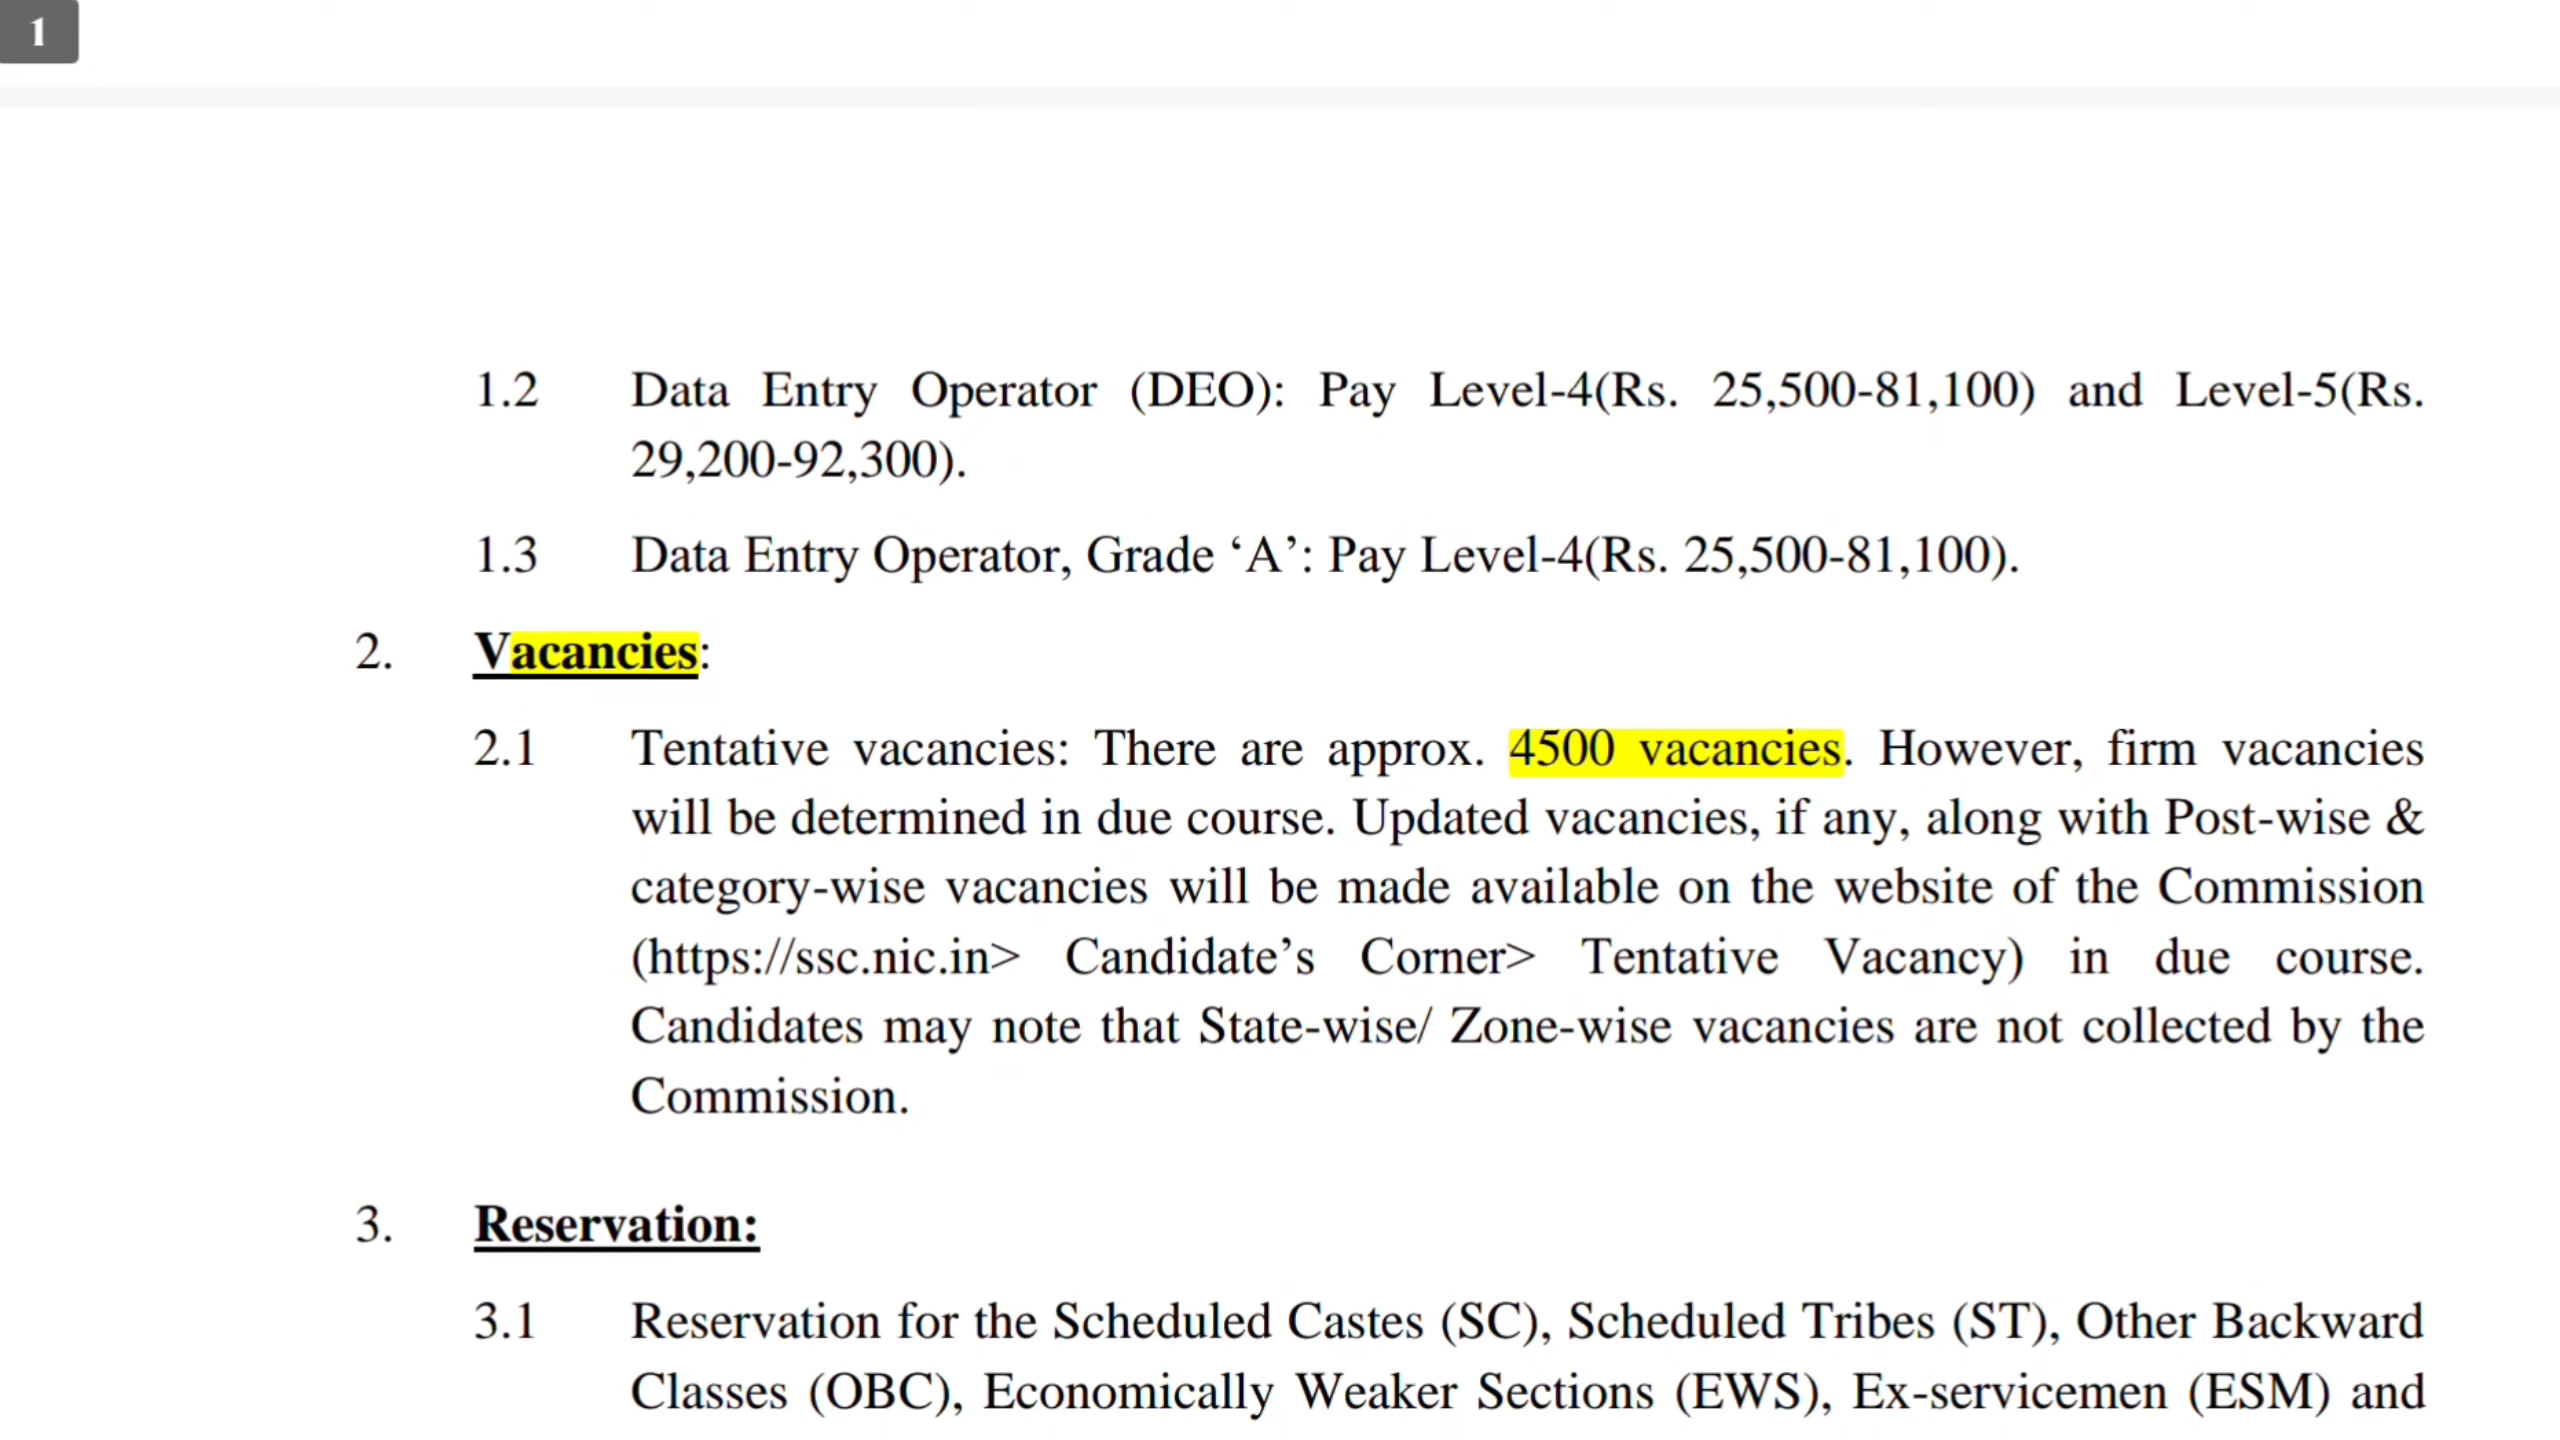 1
1.2 Data Entry Operator (DEO): Pay Level-4(Rs. 25,500-81,100) and Level-5(Rs.
29,200-92,300).
1.3 Data Entry Operator, Grade ‘A’: Pay Level-4(Rs. 25,500-81,100).
2. Vacancies:
2.1 Tentative vacancies: There are approx. 4500 vacancies. However, firm vacancies
will be determined in due course. Updated vacancies, if any, along with Post-wise &
category-wise vacancies will be made available on the website of the Commission
(https://ssc.nic.in> Candidate’s Corner> Tentative Vacancy) in due course.
Candidates may note that State-wise/ Zone-wise vacancies are not collected by the
Commission.
3. Reservation:
3.1 Reservation for the Scheduled Castes (SC), Scheduled Tribes (ST), Other Backward
Classes (OBC), Economically Weaker Sections (EWS), Ex-servicemen (ESM) and